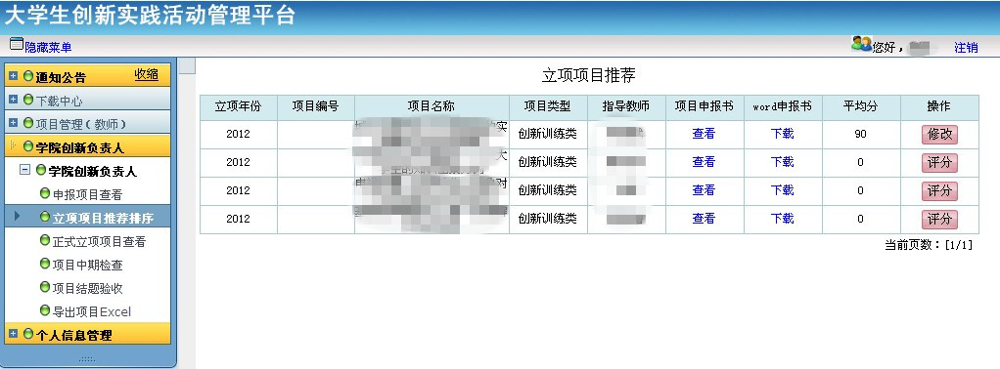 大学生创新实践活动管理平台
隐藏菜单
您好，
注销
通知公告 收缩
下载中心
项目管理（教师）
学院创新负责人
学院创新负责人
申报项目查看
立项项目推荐排序
正式立项项目查看
项目中期检查
项目结题验收
导出项目Excel
个人信息管理
立项项目推荐
立项年份 项目编号 项目名称 项目类型 指导教师 项目申报书 word申报书 平均分 操作
2012 创新训练类 查看 下载 90 修改
2012 创新训练类 查看 下载 0 评分
2012 创新训练类 查看 下载 0 评分
2012 创新训练类 查看 下载 0 评分
当前页数：[1/1]